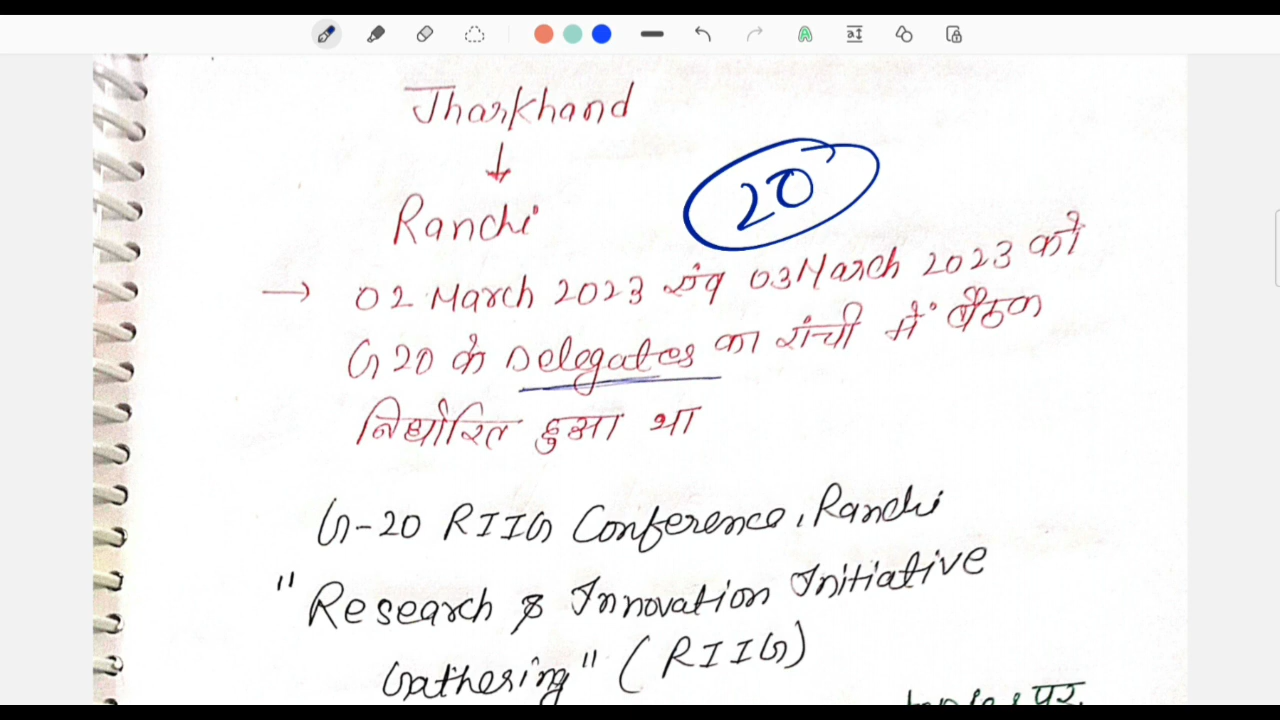 Jharkhand
↓
Ranchi
20
→ 02 March 2023 एंव 03 March 2023 को
G20 के Delegates का रांची में बैठक
निर्धारित हुआ था
G-20 RIIG Conference, Ranchi
"Research & Innovation Initiative
Gathering" (RIIG)
पर